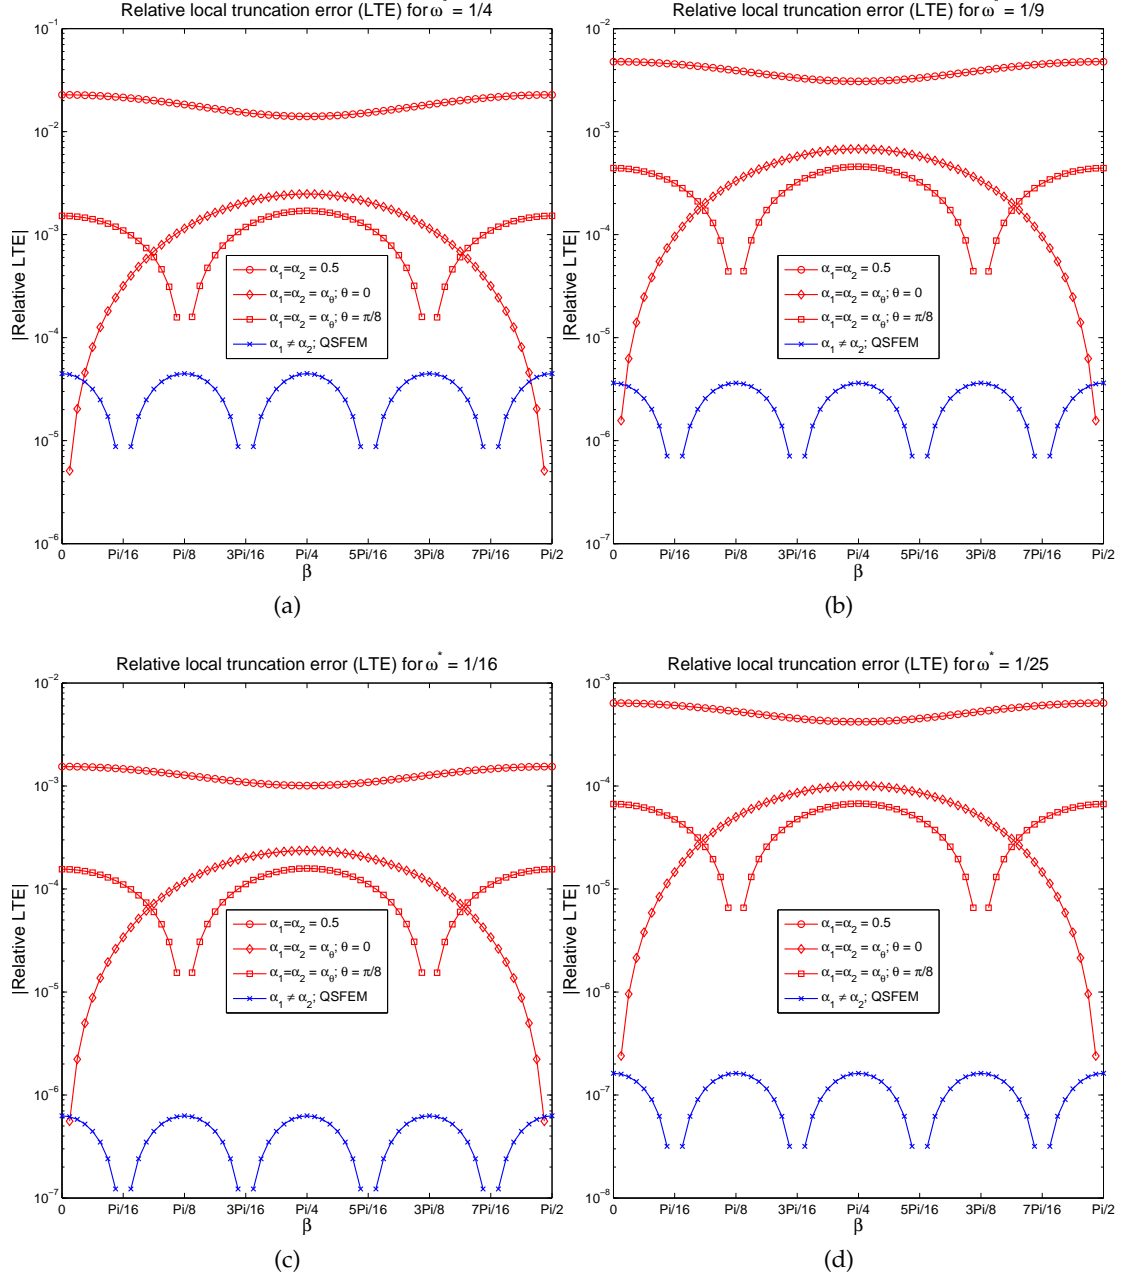 Relative local truncation error (LTE) for ω* = 1/4
10⁻¹
10⁻²
10⁻³
10⁻⁴
10⁻⁵
10⁻⁶
|Relative LTE|
α₁=α₂ = 0.5
α₁=α₂ = α_θ; θ = 0
α₁=α₂ = α_θ; θ = π/8
α₁ ≠ α₂; QSFEM
0 Pi/16 Pi/8 3Pi/16 Pi/4 5Pi/16 3Pi/8 7Pi/16 Pi/2
β
(a)
Relative local truncation error (LTE) for ω* = 1/9
10⁻²
10⁻³
10⁻⁴
10⁻⁵
10⁻⁶
10⁻⁷
|Relative LTE|
α₁=α₂ = 0.5
α₁=α₂ = α_θ; θ = 0
α₁=α₂ = α_θ; θ = π/8
α₁ ≠ α₂; QSFEM
0 Pi/16 Pi/8 3Pi/16 Pi/4 5Pi/16 3Pi/8 7Pi/16 Pi/2
β
(b)
Relative local truncation error (LTE) for ω* = 1/16
10⁻²
10⁻³
10⁻⁴
10⁻⁵
10⁻⁶
10⁻⁷
|Relative LTE|
α₁=α₂ = 0.5
α₁=α₂ = α_θ; θ = 0
α₁=α₂ = α_θ; θ = π/8
α₁ ≠ α₂; QSFEM
0 Pi/16 Pi/8 3Pi/16 Pi/4 5Pi/16 3Pi/8 7Pi/16 Pi/2
β
(c)
Relative local truncation error (LTE) for ω* = 1/25
10⁻³
10⁻⁴
10⁻⁵
10⁻⁶
10⁻⁷
10⁻⁸
|Relative LTE|
α₁=α₂ = 0.5
α₁=α₂ = α_θ; θ = 0
α₁=α₂ = α_θ; θ = π/8
α₁ ≠ α₂; QSFEM
0 Pi/16 Pi/8 3Pi/16 Pi/4 5Pi/16 3Pi/8 7Pi/16 Pi/2
β
(d)